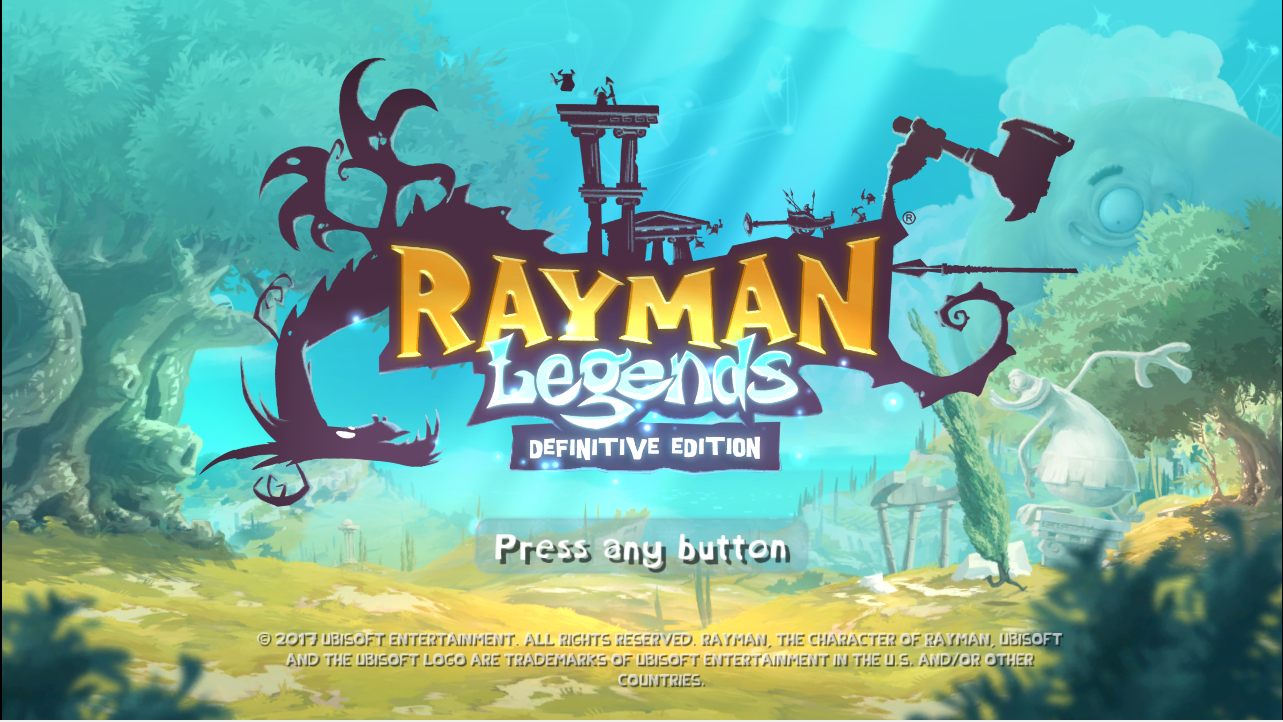 RAYMAN
®
Legends
DEFINITIVE EDITION
Press any button
© 2017 UBISOFT ENTERTAINMENT. ALL RIGHTS RESERVED. RAYMAN, THE CHARACTER OF RAYMAN, UBISOFT
AND THE UBISOFT LOGO ARE TRADEMARKS OF UBISOFT ENTERTAINMENT IN THE U.S. AND/OR OTHER
COUNTRIES.